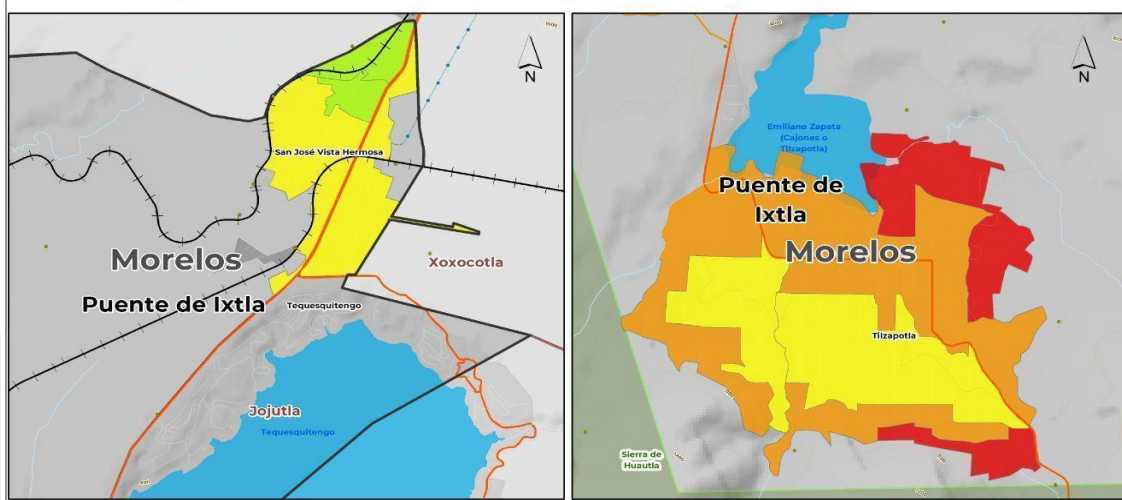 N
San José Vista Hermosa
Morelos
Xoxocotla
Puente de Ixtla
Tequesquitengo
Jojutla
Tequesquitengo
N
Emiliano Zapata
(Cajones o
Tilzapotla)
Puente de
Ixtla
Morelos
Tilzapotla
Sierra de
Huautla